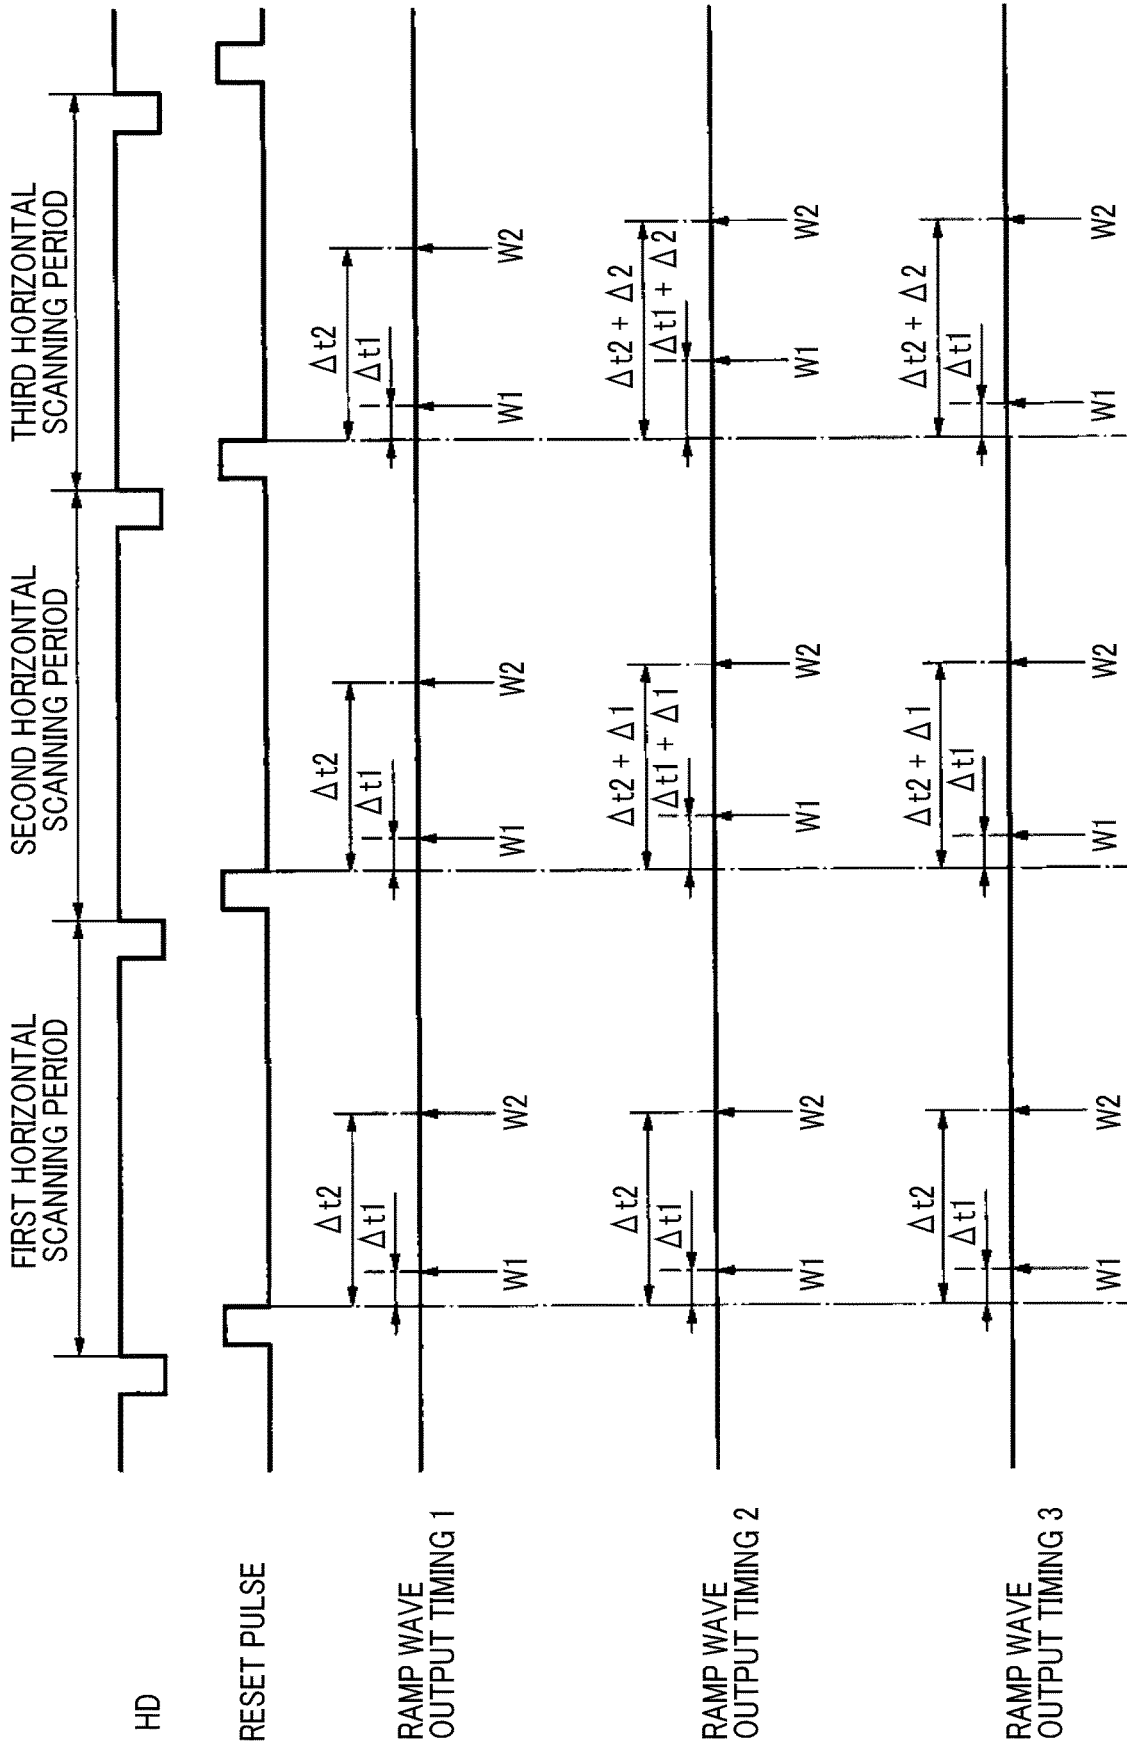 FIRST HORIZONTAL
SCANNING PERIOD
SECOND HORIZONTAL
SCANNING PERIOD
THIRD HORIZONTAL
SCANNING PERIOD
HD
RESET PULSE
RAMP WAVE
OUTPUT TIMING 1
Δt2
Δt1
W1
W2
Δt2
Δt1
W1
W2
Δt2
Δt1
W1
W2
RAMP WAVE
OUTPUT TIMING 2
Δt2
Δt1
W1
W2
Δt2 + Δ1
Δt1 + Δ1
W1
W2
Δt2 + Δ2
Δt1 + Δ2
W1
W2
RAMP WAVE
OUTPUT TIMING 3
Δt2
Δt1
W1
W2
Δt2 + Δ1
Δt1
W1
W2
Δt2 + Δ2
Δt1
W1
W2